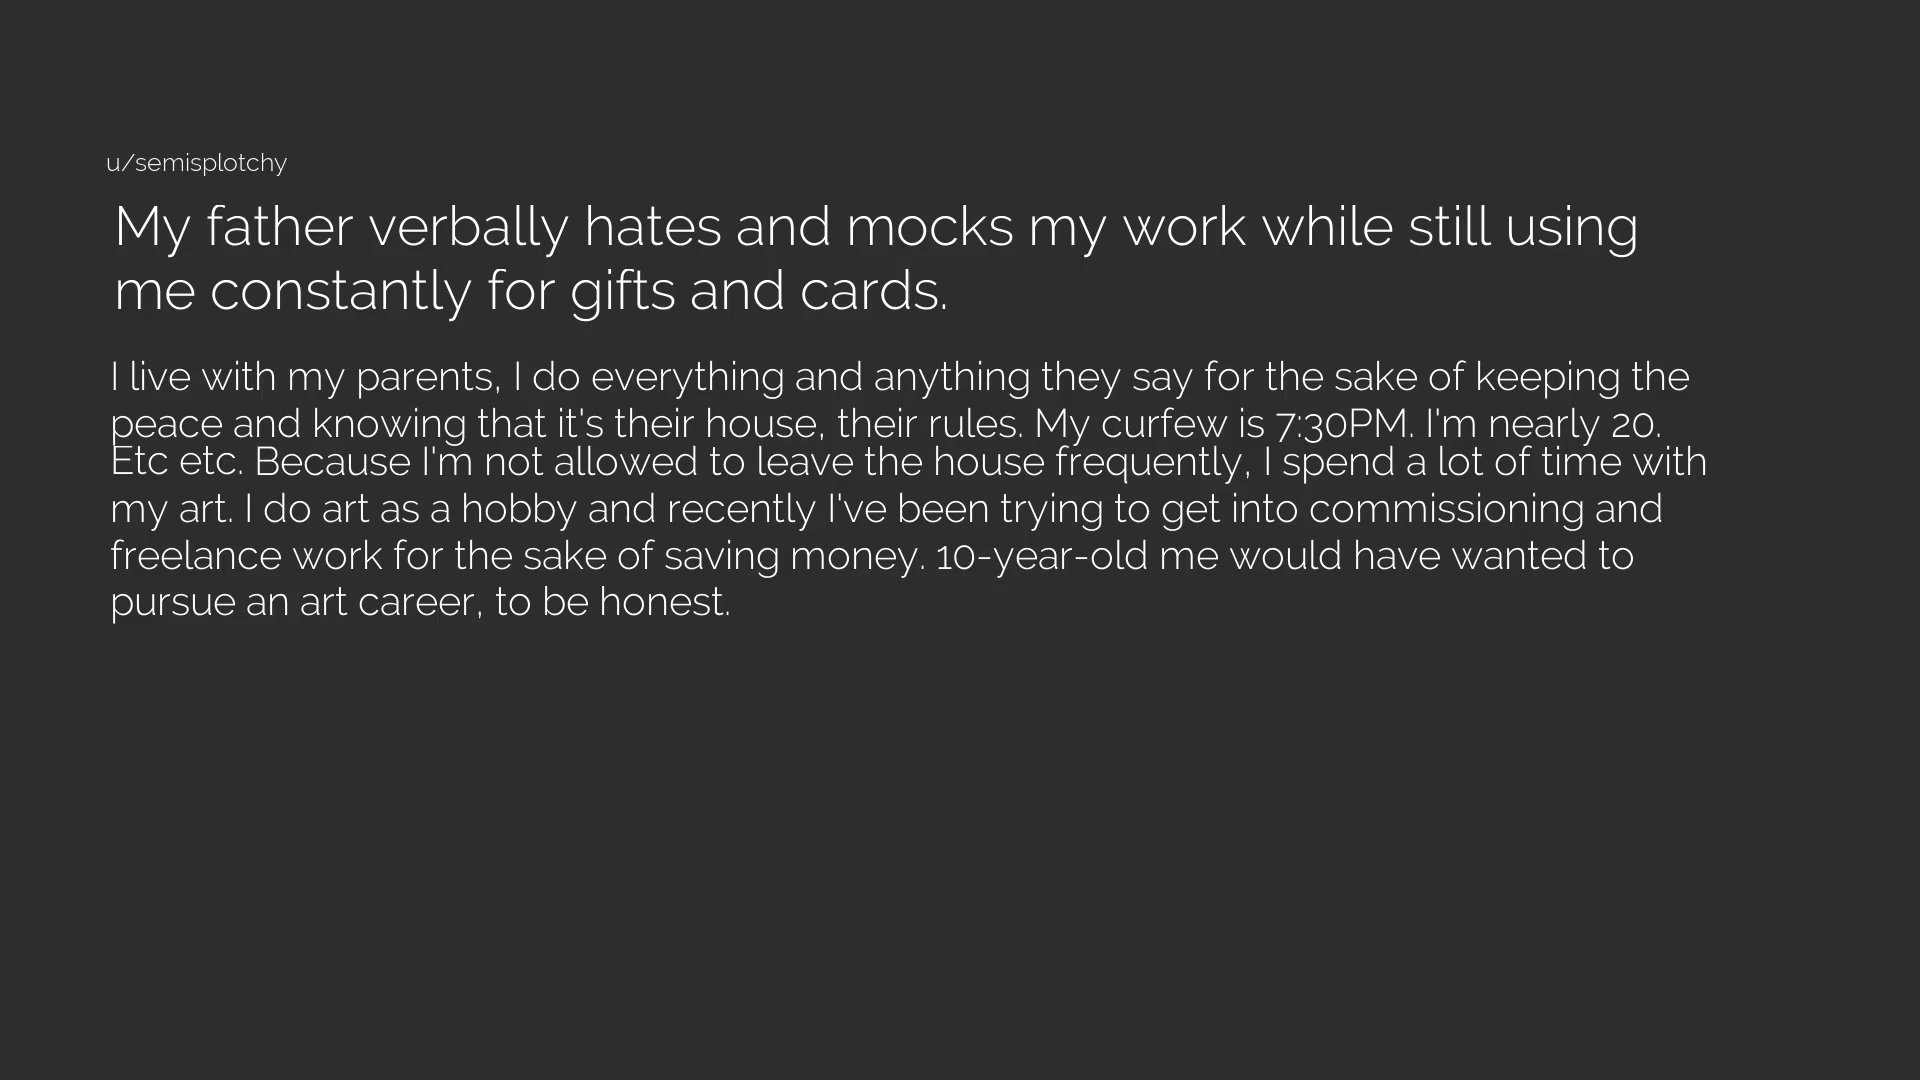 u/semisplotchy
My father verbally hates and mocks my work while still using
me constantly for gifts and cards.
I live with my parents, I do everything and anything they say for the sake of keeping the
peace and knowing that it's their house, their rules. My curfew is 7:30PM. I'm nearly 20.
Etc etc. Because I'm not allowed to leave the house frequently, I spend a lot of time with
my art. I do art as a hobby and recently I've been trying to get into commissioning and
freelance work for the sake of saving money. 10-year-old me would have wanted to
pursue an art career, to be honest.